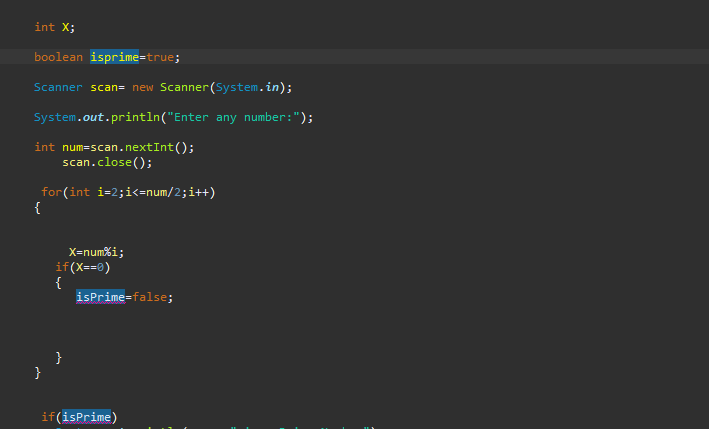 int X;
boolean isprime=true;
Scanner scan= new Scanner(System.in);
System.out.println("Enter any number:");
int num=scan.nextInt();
scan.close();
for(int i=2;i<=num/2;i++)
{
X=num%i;
if(X==0)
{
isPrime=false;
}
}
if(isPrime)